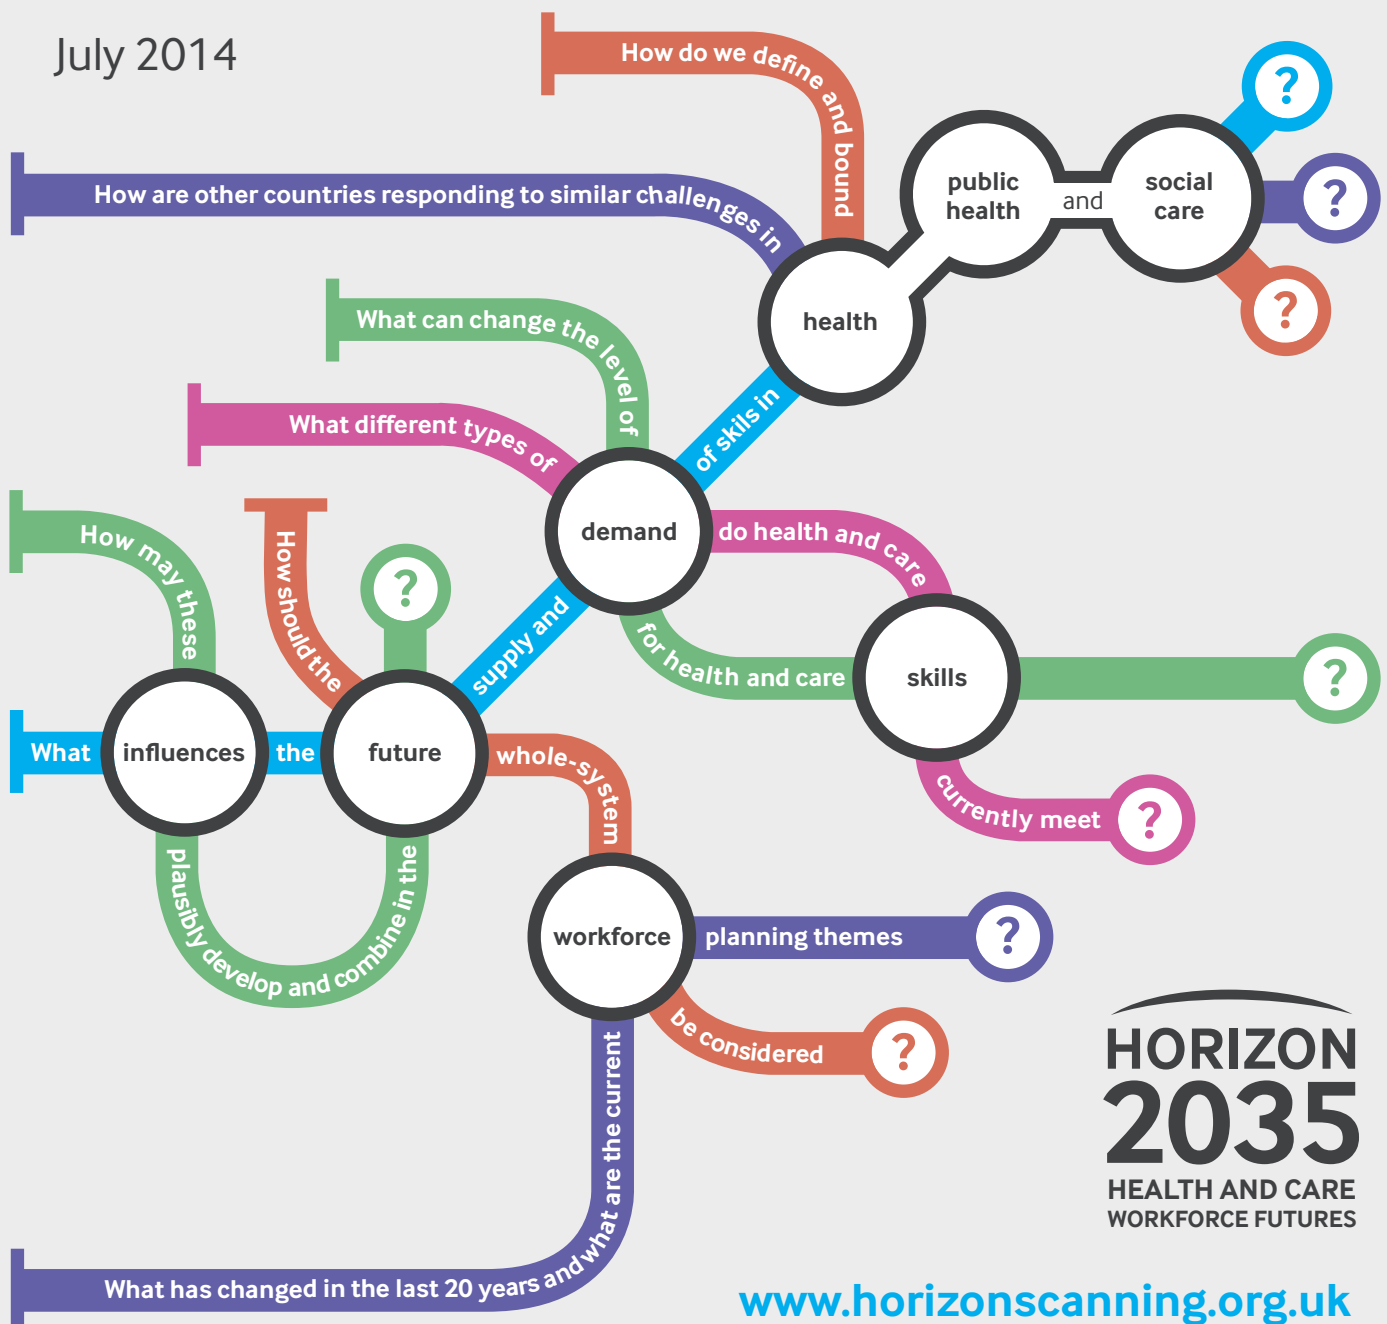 July 2014
How do we define and bound
?
public
health
and
social
care
?
How are other countries responding to similar challenges in
?
health
What can change the level of
of skils in
What different types of
demand
do health and care
How may these
How should the
?
supply and
for health and care
skills
?
What
influences
the
future
whole-system
currently meet
?
plausibly develop and combine in the
workforce
planning themes
?
be considered
?
What has changed in the last 20 years and what are the current
HORIZON
2035
HEALTH AND CARE
WORKFORCE FUTURES
www.horizonscanning.org.uk